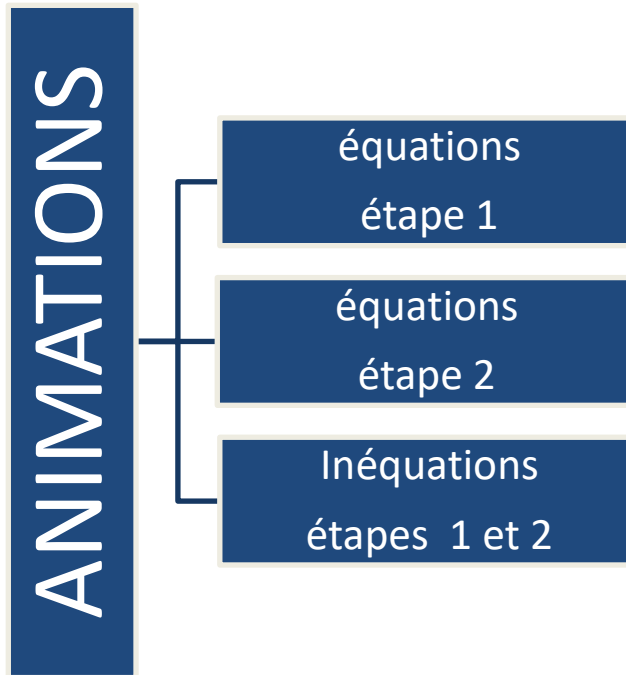 ANIMATIONS
équations
étape 1
équations
étape 2
Inéquations
étapes 1 et 2